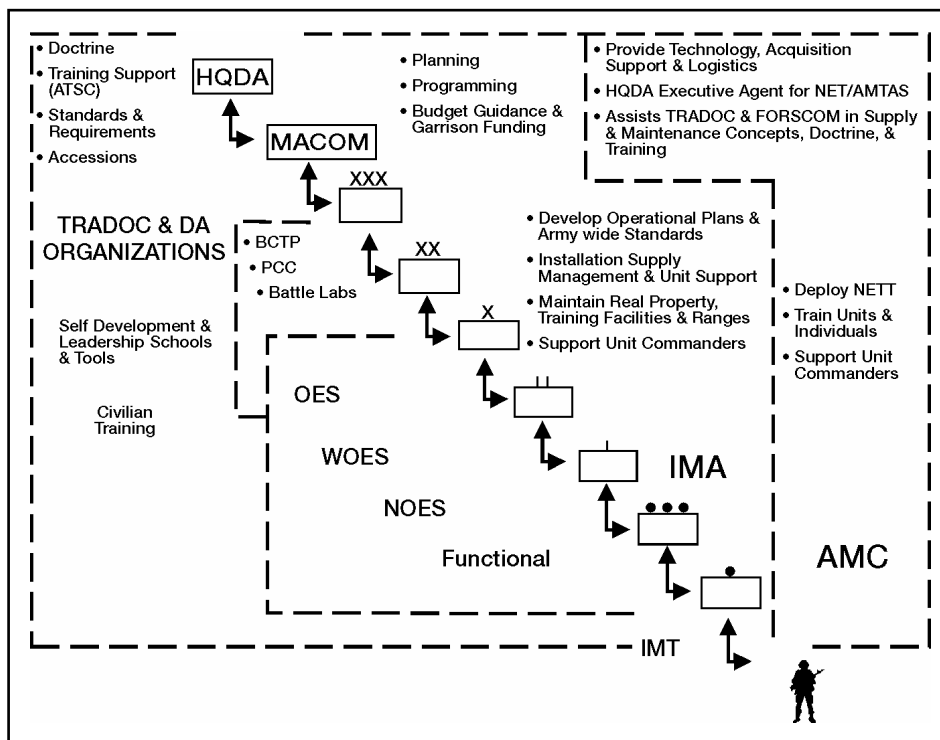 • Doctrine
• Training Support
(ATSC)
• Standards &
Requirements
• Accessions
HQDA
MACOM
• Planning
• Programming
• Budget Guidance &
Garrison Funding
• Provide Technology, Acquisition
Support & Logistics
• HQDA Executive Agent for NET/AMTAS
• Assists TRADOC & FORSCOM in Supply
& Maintenance Concepts, Doctrine, &
Training
XXX
TRADOC & DA
ORGANIZATIONS
• BCTP
• PCC
• Battle Labs
XX
X
• Develop Operational Plans &
Army wide Standards
• Installation Supply
Management & Unit Support
• Maintain Real Property,
Training Facilities & Ranges
• Support Unit Commanders
• Deploy NETT
• Train Units &
Individuals
• Support Unit
Commanders
Self Development &
Leadership Schools
& Tools
Civilian
Training
OES
WOES
NOES
Functional
IMA
AMC
IMT